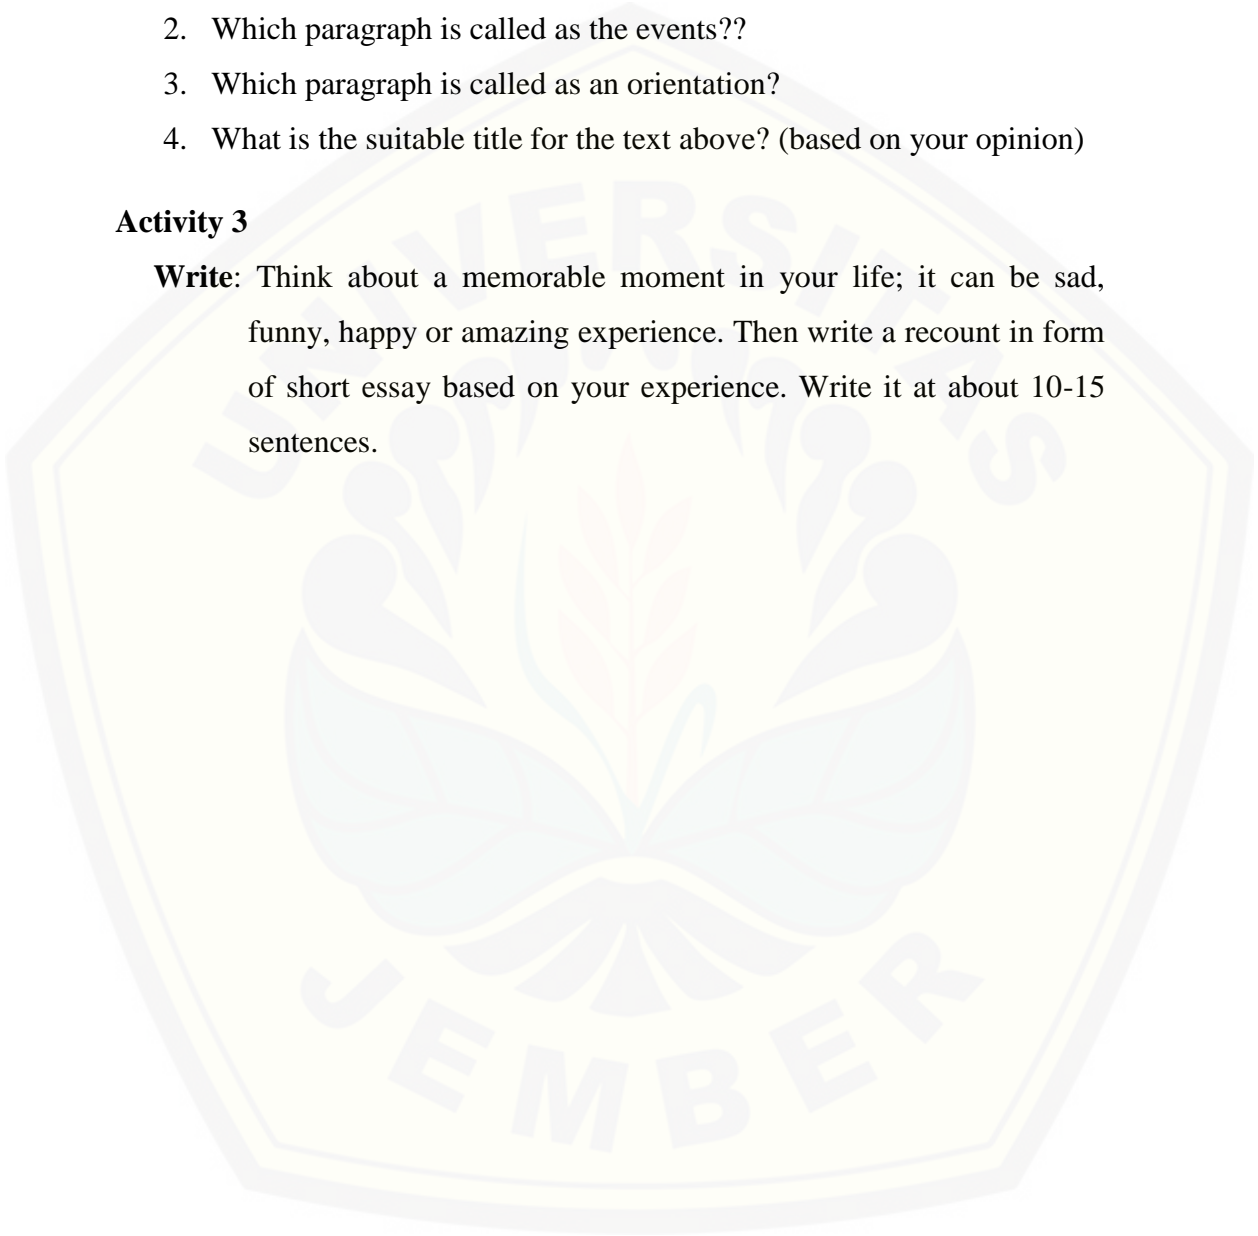 2. Which paragraph is called as the events??
3. Which paragraph is called as an orientation?
4. What is the suitable title for the text above? (based on your opinion)
Activity 3
Write: Think about a memorable moment in your life; it can be sad,
funny, happy or amazing experience. Then write a recount in form
of short essay based on your experience. Write it at about 10-15
sentences.
UNIVERSITAS
JEMBER